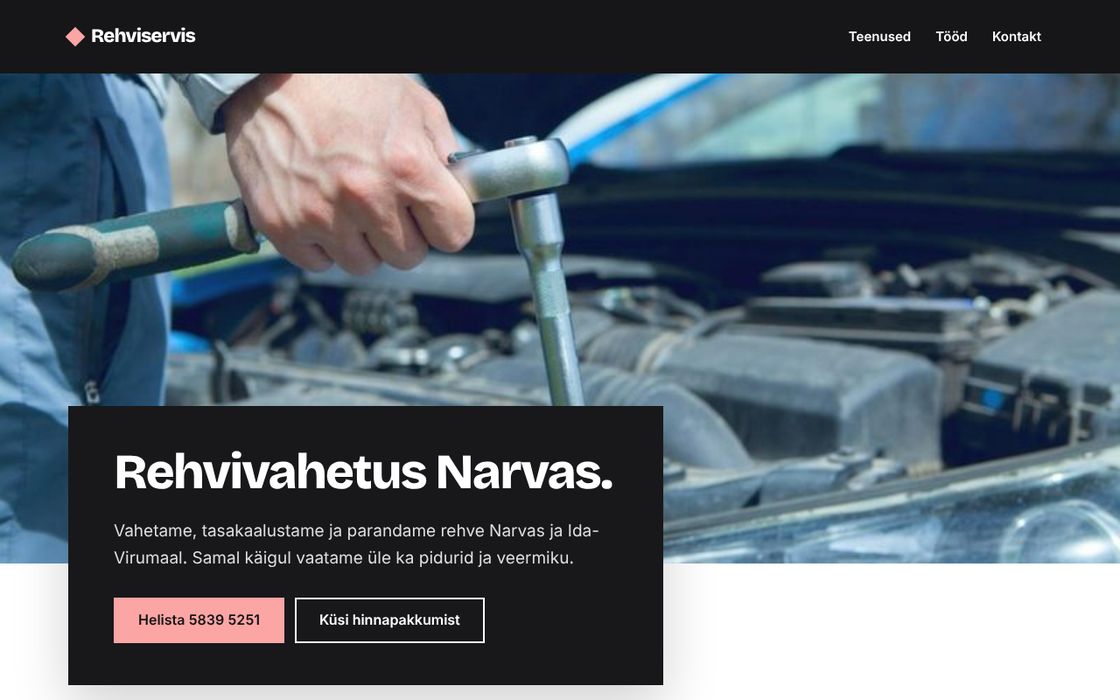 Rehviservis
Teenused Tööd Kontakt
Rehvivahetus Narvas.
Vahetame, tasakaalustame ja parandame rehve Narvas ja Ida-
Virumaal. Samal käigul vaatame üle ka pidurid ja veermiku.
Helista 5839 5251 Küsi hinnapakkumist